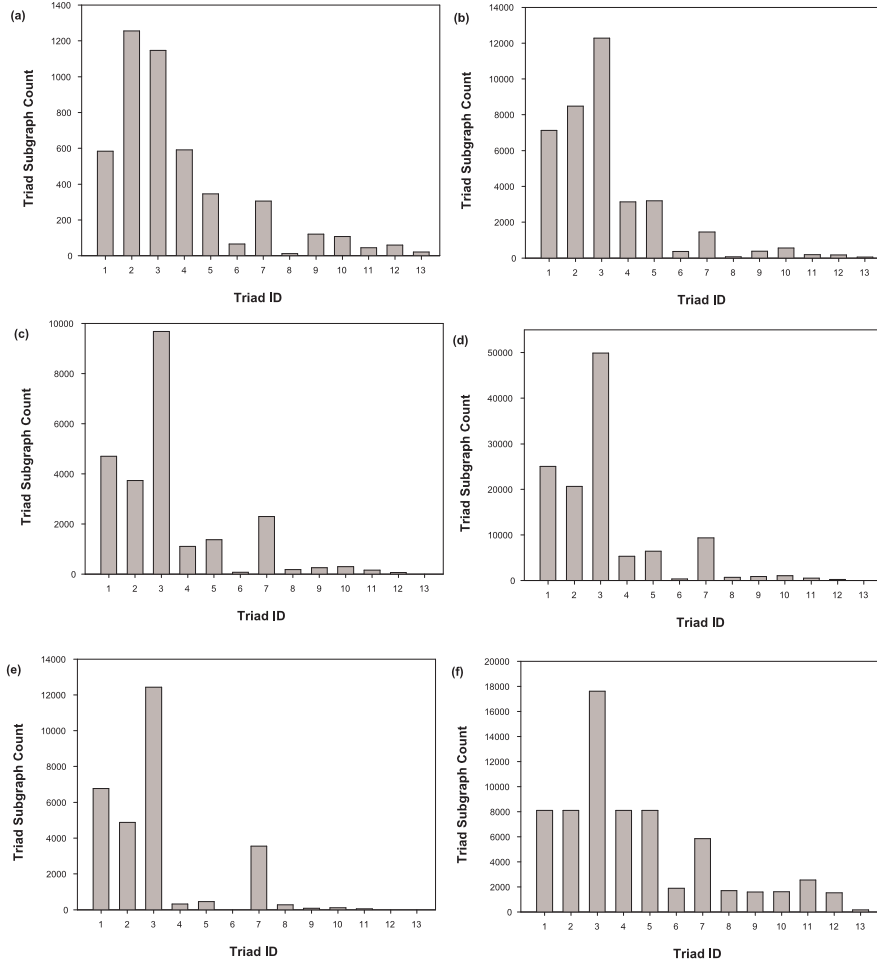 (a)
1400
1200
1000
800
600
400
200
0
Triad Subgraph Count
1 2 3 4 5 6 7 8 9 10 11 12 13
Triad ID
(b)
14000
12000
10000
8000
6000
4000
2000
0
Triad Subgraph Count
1 2 3 4 5 6 7 8 9 10 11 12 13
Triad ID
(c)
10000
8000
6000
4000
2000
0
Triad Subgraph Count
1 2 3 4 5 6 7 8 9 10 11 12 13
Triad ID
(d)
50000
40000
30000
20000
10000
0
Triad Subgraph Count
1 2 3 4 5 6 7 8 9 10 11 12 13
Triad ID
(e)
14000
12000
10000
8000
6000
4000
2000
0
Triad Subgraph Count
1 2 3 4 5 6 7 8 9 10 11 12 13
Triad ID
(f)
20000
18000
16000
14000
12000
10000
8000
6000
4000
2000
0
Triad Subgraph Count
1 2 3 4 5 6 7 8 9 10 11 12 13
Triad ID